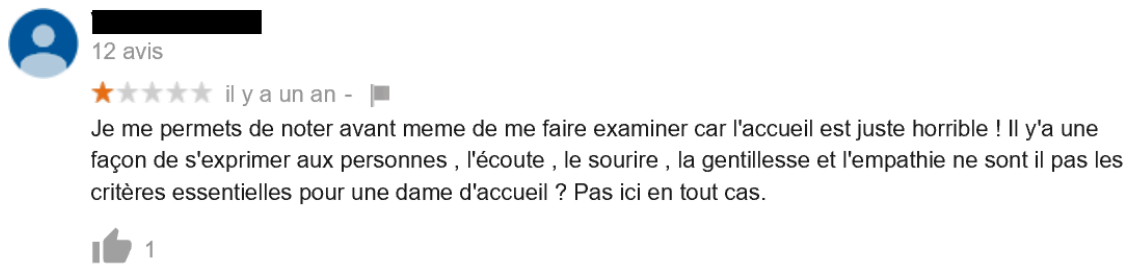 12 avis
il y a un an -
Je me permets de noter avant meme de me faire examiner car l'accueil est juste horrible ! Il y'a une
façon de s'exprimer aux personnes , l'écoute , le sourire , la gentillesse et l'empathie ne sont il pas les
critères essentielles pour une dame d'accueil ? Pas ici en tout cas.
1